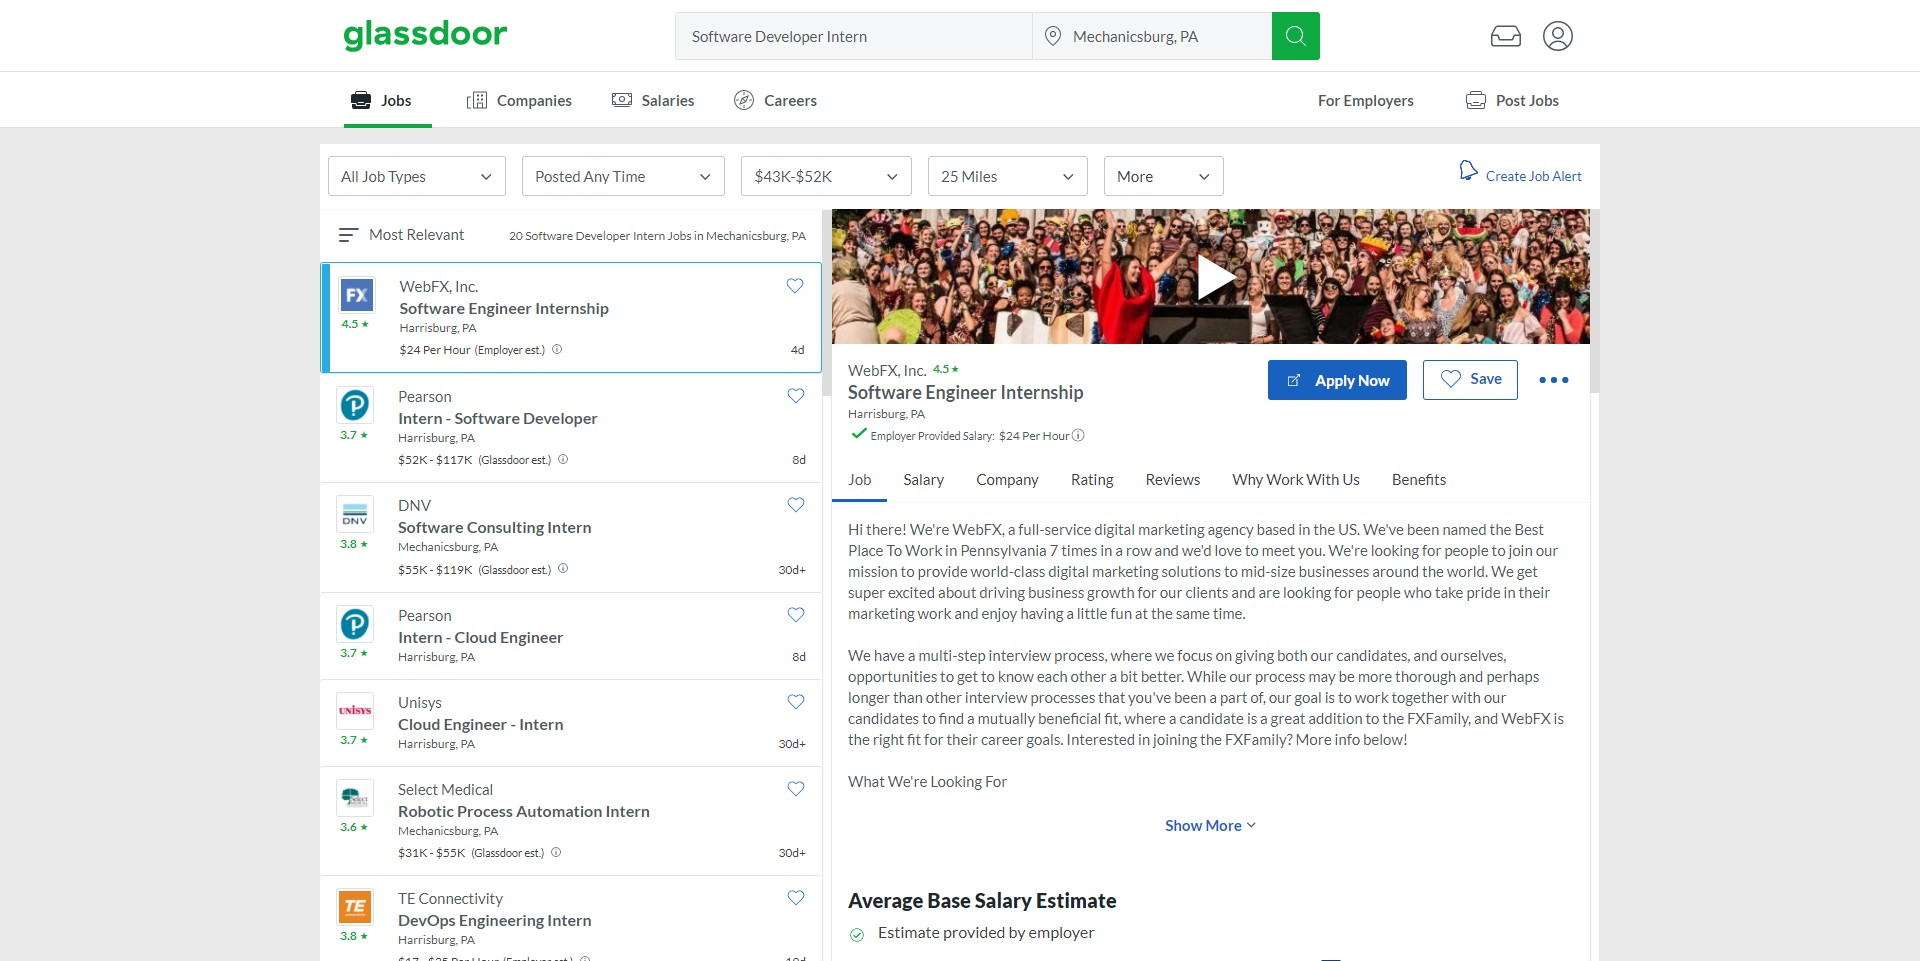 glassdoor
Software Developer Intern
Mechanicsburg, PA
Jobs
Companies
Salaries
Careers
For Employers
Post Jobs
All Job Types
Posted Any Time
$43K-$52K
25 Miles
More
Create Job Alert
Most Relevant
20 Software Developer Intern Jobs in Mechanicsburg, PA
FX
4.5 ★
WebFX, Inc.
Software Engineer Internship
Harrisburg, PA
$24 Per Hour (Employer est.)
4d
P
3.7 ★
Pearson
Intern - Software Developer
Harrisburg, PA
$52K - $117K (Glassdoor est.)
8d
DNV
3.8 ★
DNV
Software Consulting Intern
Mechanicsburg, PA
$55K - $119K (Glassdoor est.)
30d+
P
3.7 ★
Pearson
Intern - Cloud Engineer
Harrisburg, PA
8d
UNiSYS
3.7 ★
Unisys
Cloud Engineer - Intern
Harrisburg, PA
30d+
Select
3.6 ★
Select Medical
Robotic Process Automation Intern
Mechanicsburg, PA
$31K - $55K (Glassdoor est.)
30d+
TE
3.8 ★
TE Connectivity
DevOps Engineering Intern
Harrisburg, PA
$17 - $25 Per Hour (Employer est.)
WebFX, Inc. 4.5 ★
Software Engineer Internship
Harrisburg, PA
Employer Provided Salary: $24 Per Hour
Apply Now
Save
Job
Salary
Company
Rating
Reviews
Why Work With Us
Benefits
Hi there! We're WebFX, a full-service digital marketing agency based in the US. We've been named the Best
Place To Work in Pennsylvania 7 times in a row and we'd love to meet you. We're looking for people to join our
mission to provide world-class digital marketing solutions to mid-size businesses around the world. We get
super excited about driving business growth for our clients and are looking for people who take pride in their
marketing work and enjoy having a little fun at the same time.
We have a multi-step interview process, where we focus on giving both our candidates, and ourselves,
opportunities to get to know each other a bit better. While our process may be more thorough and perhaps
longer than other interview processes that you've been a part of, our goal is to work together with our
candidates to find a mutually beneficial fit, where a candidate is a great addition to the FXFamily, and WebFX is
the right fit for their career goals. Interested in joining the FXFamily? More info below!
What We're Looking For
Show More
Average Base Salary Estimate
Estimate provided by employer